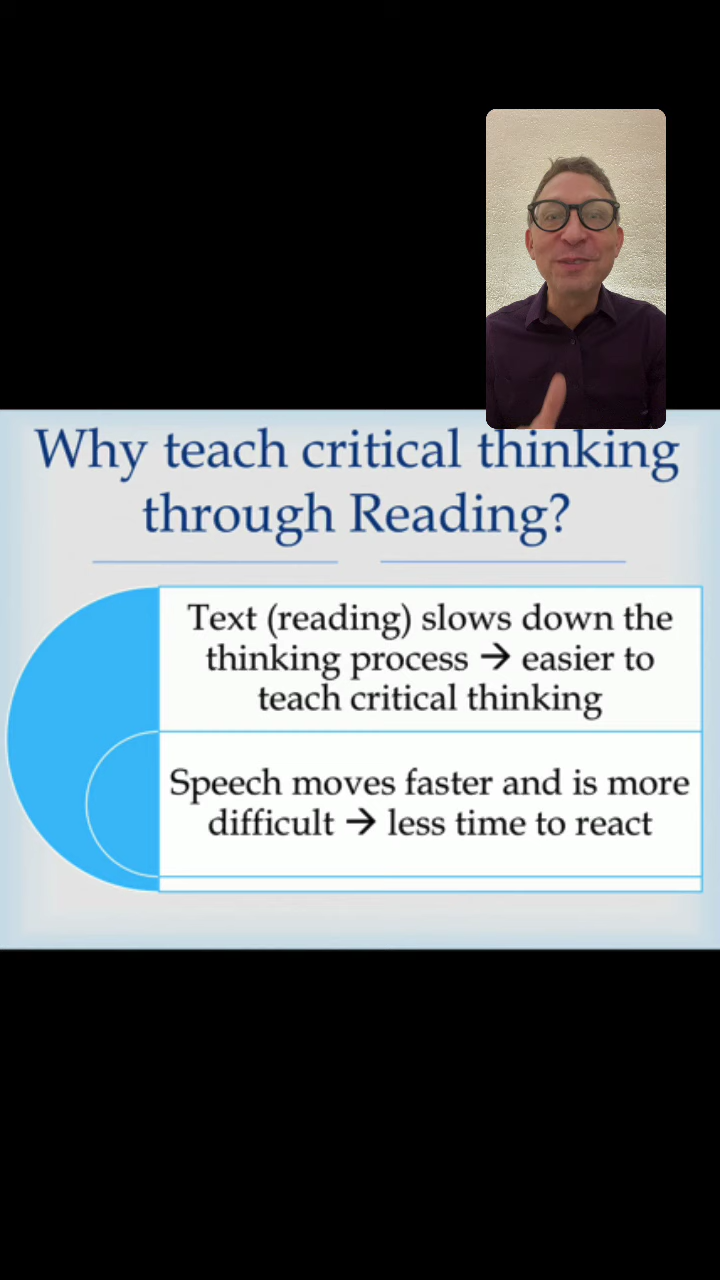 Why teach critical thinking
through Reading?
Text (reading) slows down the
thinking process → easier to
teach critical thinking
Speech moves faster and is more
difficult → less time to react